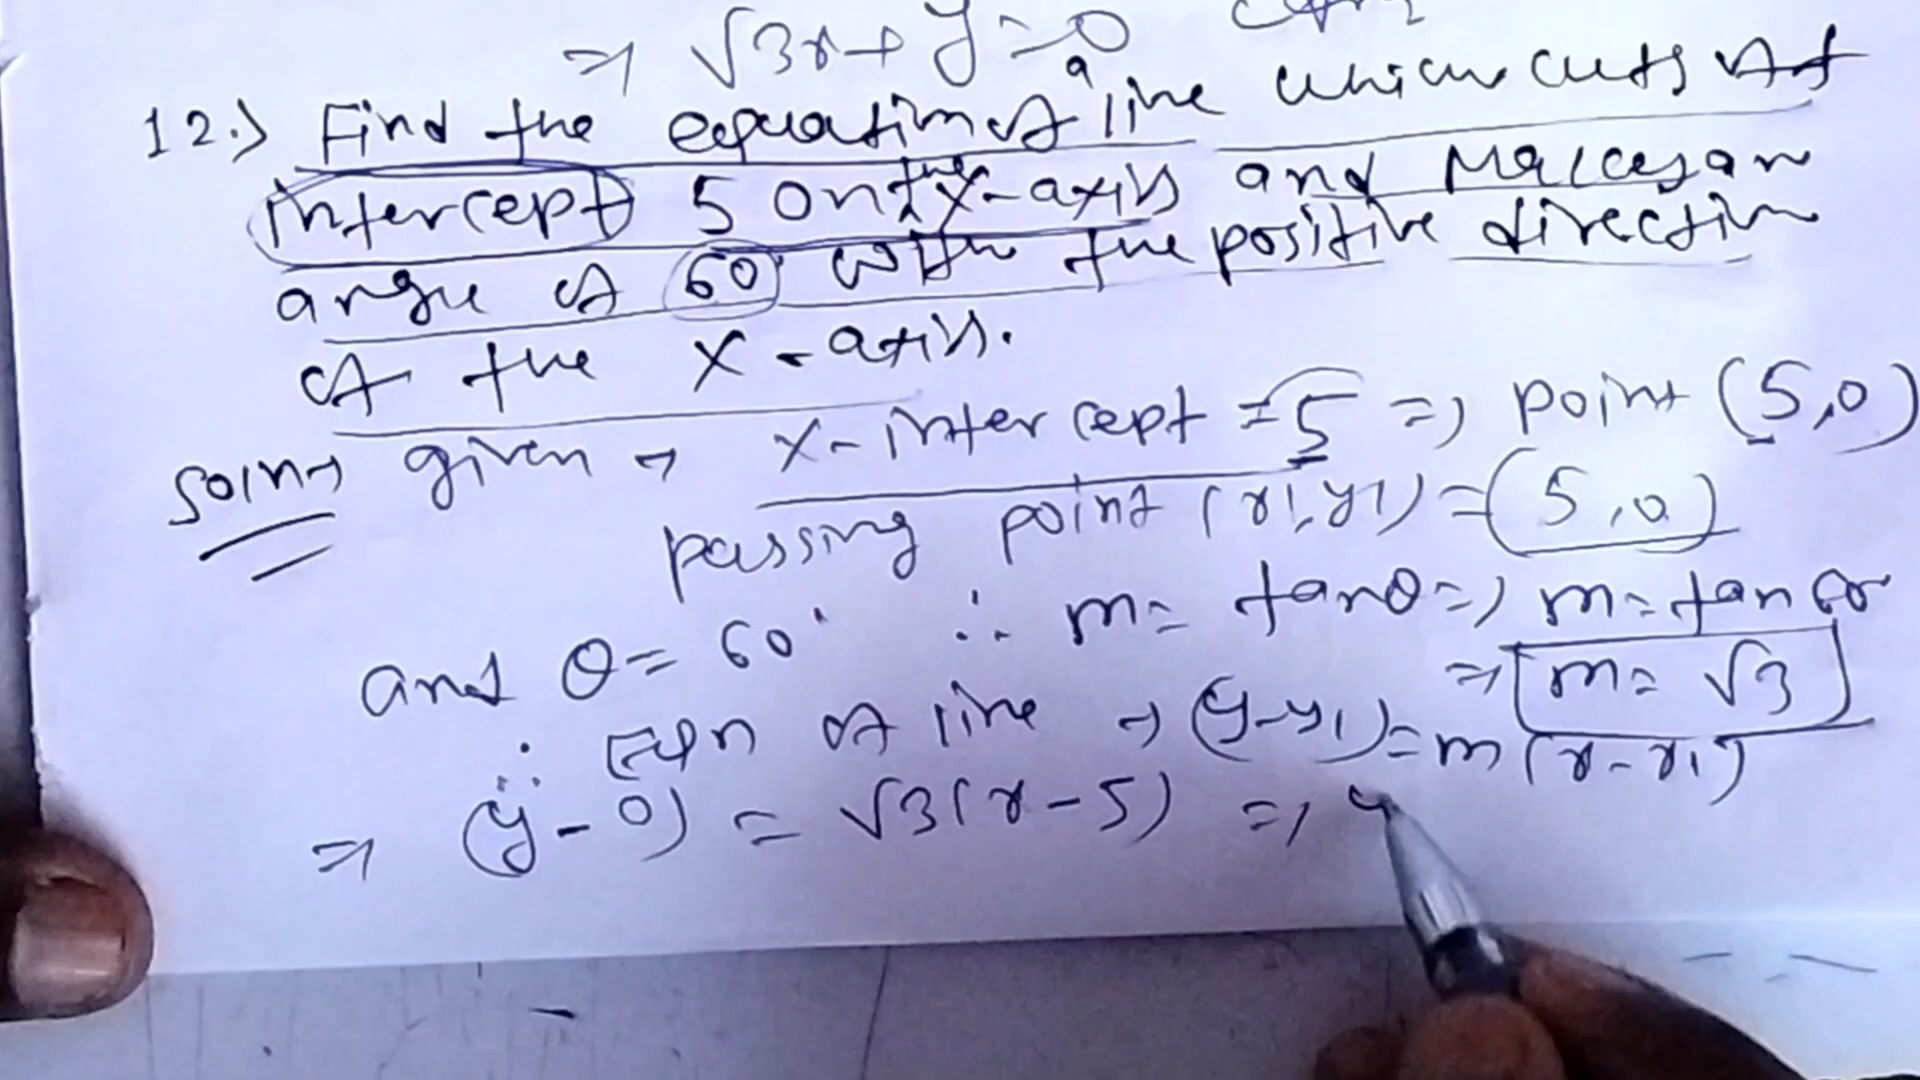 ⇒ √3x + y = 0
12.) Find the equation of a line which cuts off
intercept 5 on the x-axis and makes an
angle of 60° with the positive direction
of the x-axis.
Soln → given → x-intercept = 5 ⇒ point (5,0)
passing point (x1,y1) = (5,0)
and θ = 60° ∴ m = tanθ ⇒ m = tan 60°
⇒ m = √3
∴ Eqn of line → (y-y1) = m(x-x1)
⇒ (y-0) = √3(x-5) ⇒ y